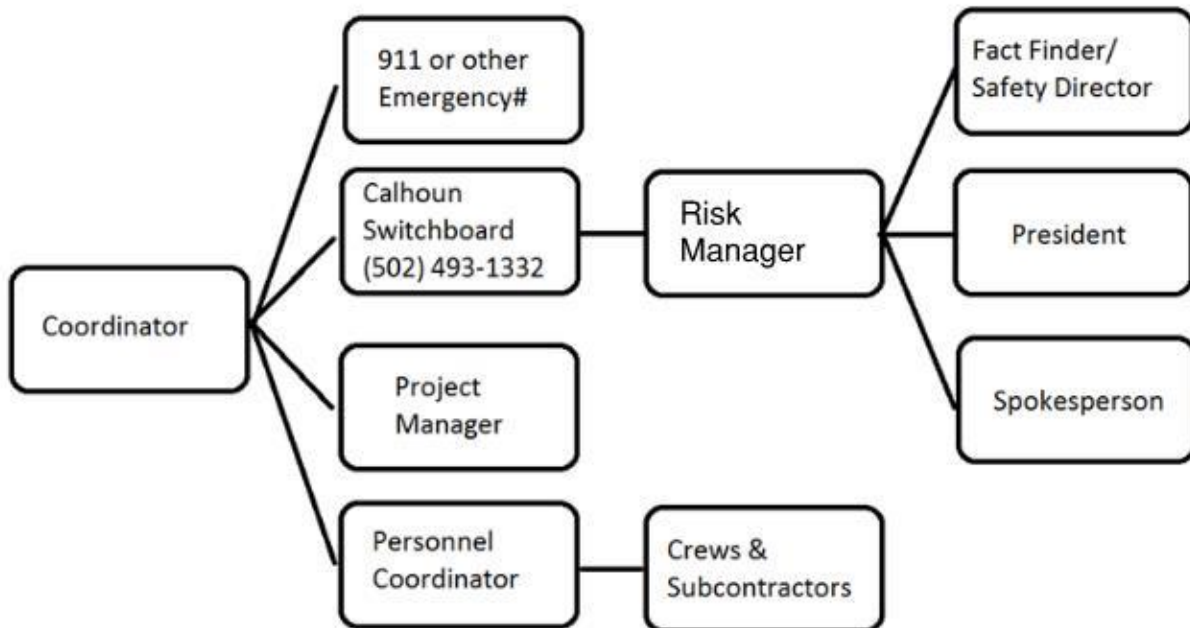 911 or other
Emergency#
Fact Finder/
Safety Director
Calhoun
Switchboard
(502) 493-1332
Risk
Manager
President
Coordinator
Project
Manager
Spokesperson
Personnel
Coordinator
Crews &
Subcontractors